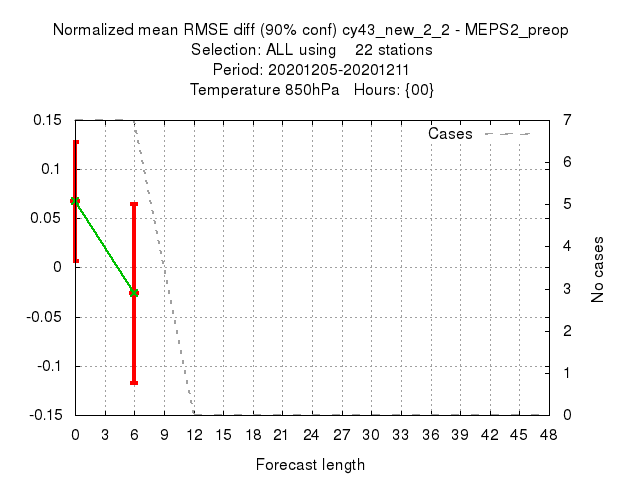 Normalized mean RMSE diff (90% conf) cy43_new_2_2 - MEPS2_preop
Selection: ALL using    22 stations
Period: 20201205-20201211
Temperature 850hPa   Hours: {00}
Cases
0.15
0.1
0.05
0
-0.05
-0.1
-0.15
7
6
5
4
3
2
1
0
No cases
0 3 6 9 12 15 18 21 24 27 30 33 36 39 42 45 48
Forecast length